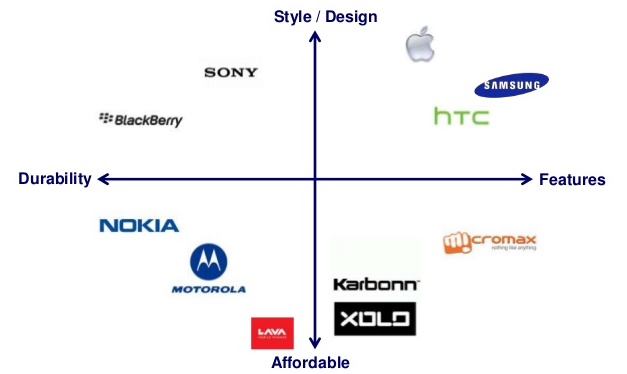 Style / Design
SONY
SAMSUNG
BlackBerry
hTC
Durability
Features
NOKIA
micromax
nothing like anything
MOTOROLA
Karbonn
XOLO
LAVA
Affordable